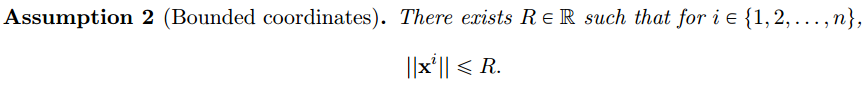 Assumption 2 (Bounded coordinates). There exists R ∈ ℝ such that for i ∈ {1, 2, . . . , n},
||xⁱ|| ⩽ R.